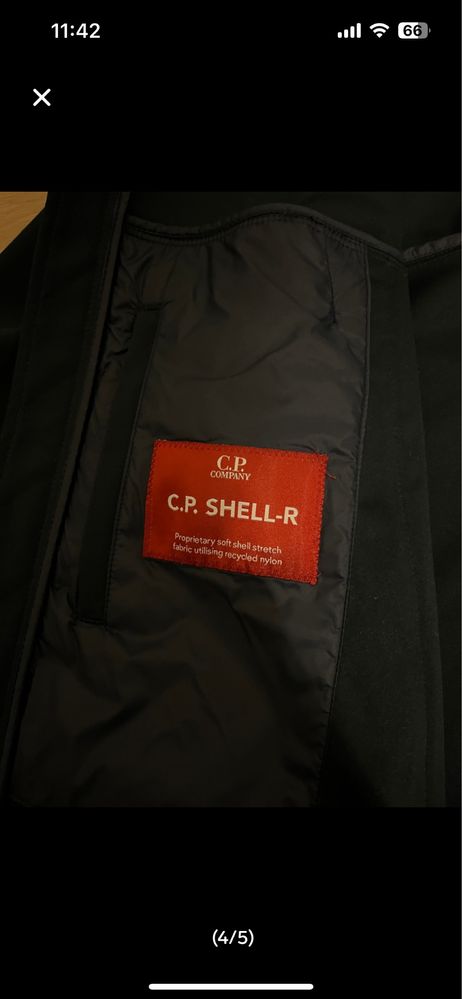 11:42
66
C.P.
COMPANY
C.P. SHELL-R
Proprietary soft shell stretch
fabric utilising recycled nylon
(4/5)